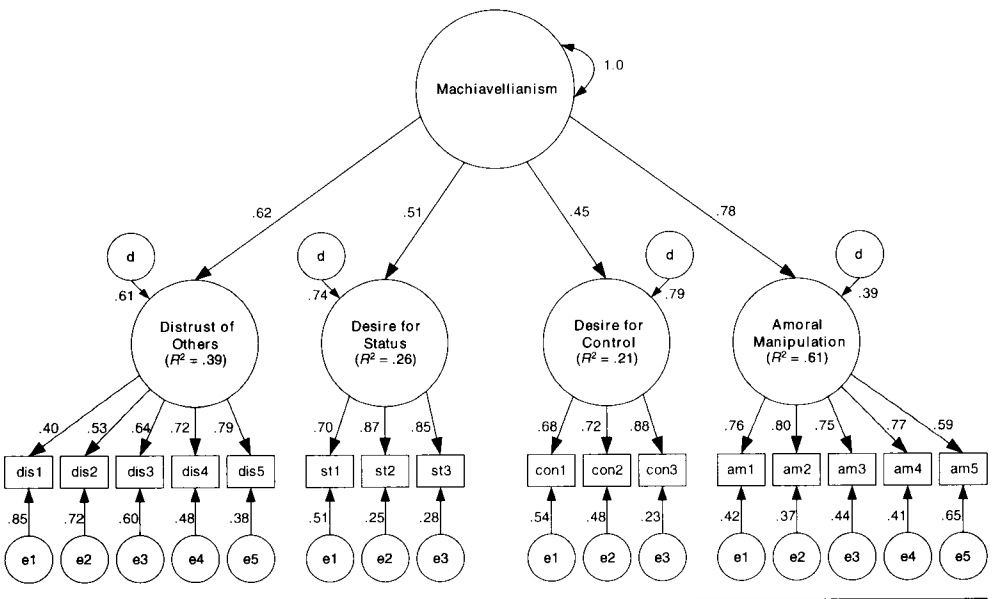 Machiavellianism
1.0
.62
.51
.45
.78
d
d
d
d
.61
.74
.79
.39
Distrust of
Others
(R² = .39)
Desire for
Status
(R² = .26)
Desire for
Control
(R² = .21)
Amoral
Manipulation
(R² = .61)
.40 .53 .64 .72 .79
.70 .87 .85
.68 .72 .88
.76 .80 .75 .77 .59
dis1 dis2 dis3 dis4 dis5
st1 st2 st3
con1 con2 con3
am1 am2 am3 am4 am5
.85 .72 .60 .48 .38
.51 .25 .28
.54 .48 .23
.42 .37 .44 .41 .65
e1 e2 e3 e4 e5
e1 e2 e3
e1 e2 e3
e1 e2 e3 e4 e5